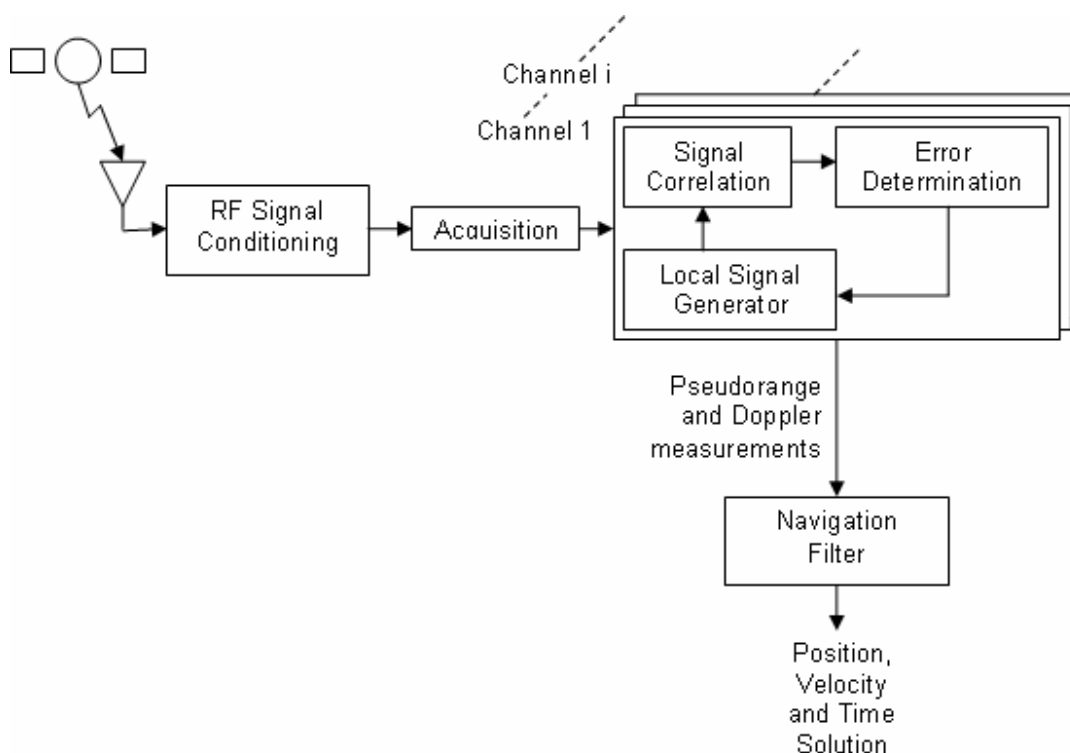 Channel i
Channel 1
Signal
Correlation
Error
Determination
RF Signal
Conditioning
Acquisition
Local Signal
Generator
Pseudorange
and Doppler
measurements
Navigation
Filter
Position,
Velocity
and Time
Solution